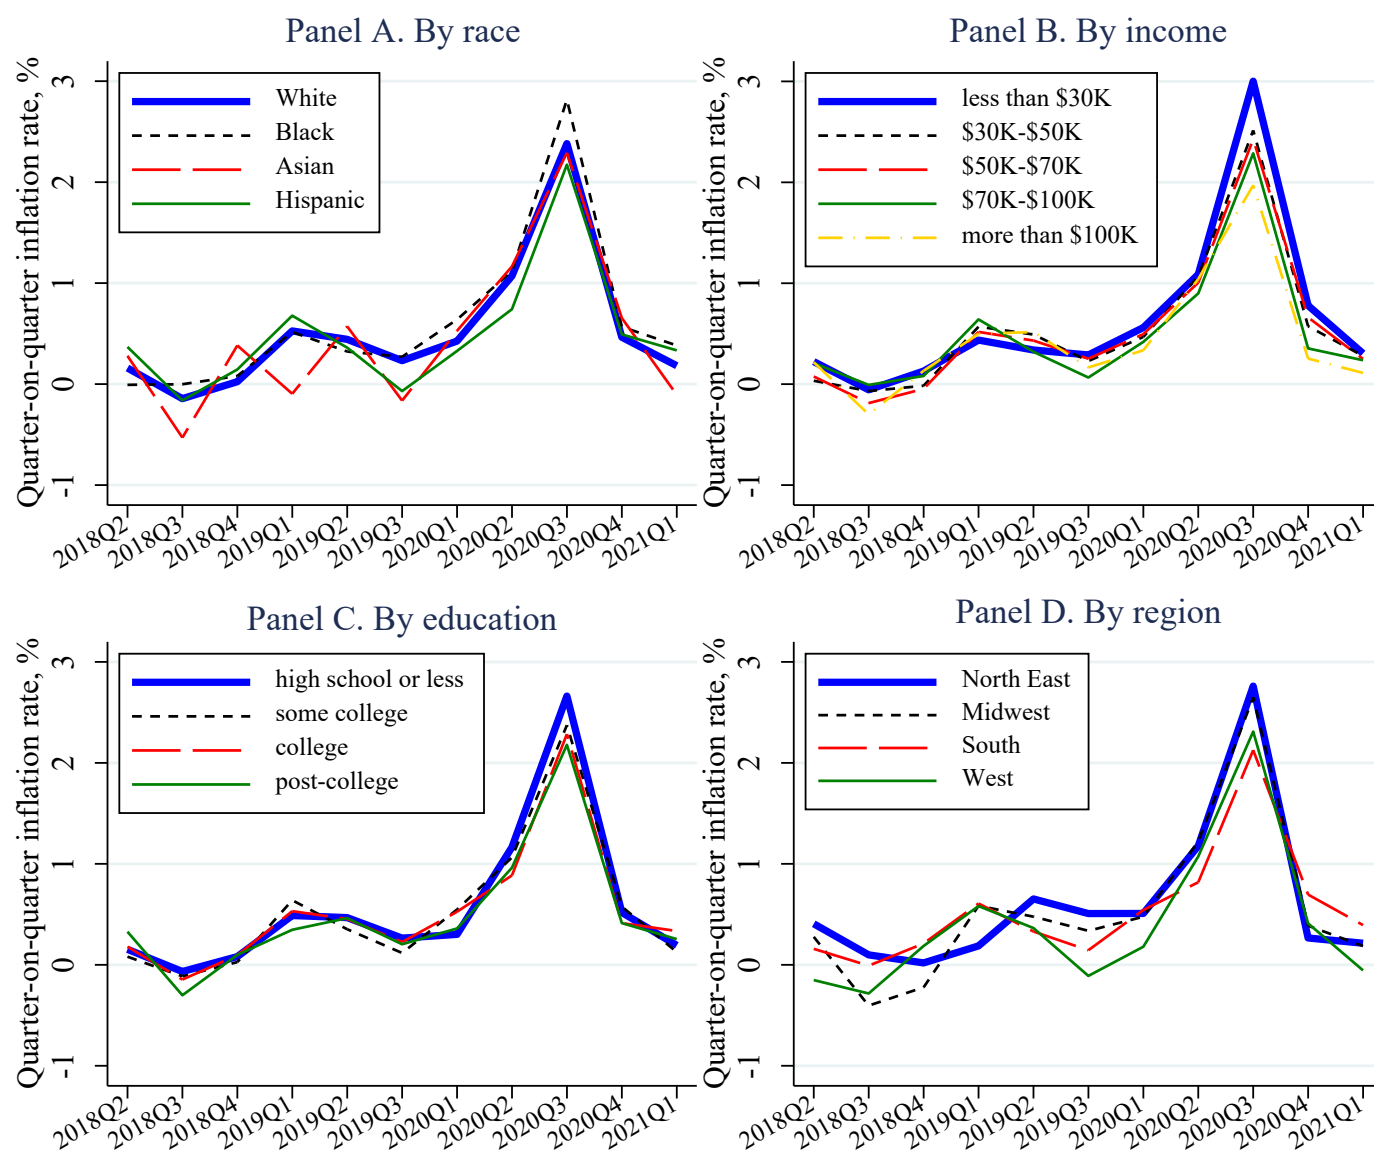 Panel A. By race
Quarter-on-quarter inflation rate, %
3
2
1
0
-1
White
Black
Asian
Hispanic
2018Q2
2018Q3
2018Q4
2019Q1
2019Q2
2019Q3
2020Q1
2020Q2
2020Q3
2020Q4
2021Q1
Panel B. By income
Quarter-on-quarter inflation rate, %
3
2
1
0
-1
less than $30K
$30K-$50K
$50K-$70K
$70K-$100K
more than $100K
2018Q2
2018Q3
2018Q4
2019Q1
2019Q2
2019Q3
2020Q1
2020Q2
2020Q3
2020Q4
2021Q1
Panel C. By education
Quarter-on-quarter inflation rate, %
3
2
1
0
-1
high school or less
some college
college
post-college
2018Q2
2018Q3
2018Q4
2019Q1
2019Q2
2019Q3
2020Q1
2020Q2
2020Q3
2020Q4
2021Q1
Panel D. By region
Quarter-on-quarter inflation rate, %
3
2
1
0
-1
North East
Midwest
South
West
2018Q2
2018Q3
2018Q4
2019Q1
2019Q2
2019Q3
2020Q1
2020Q2
2020Q3
2020Q4
2021Q1